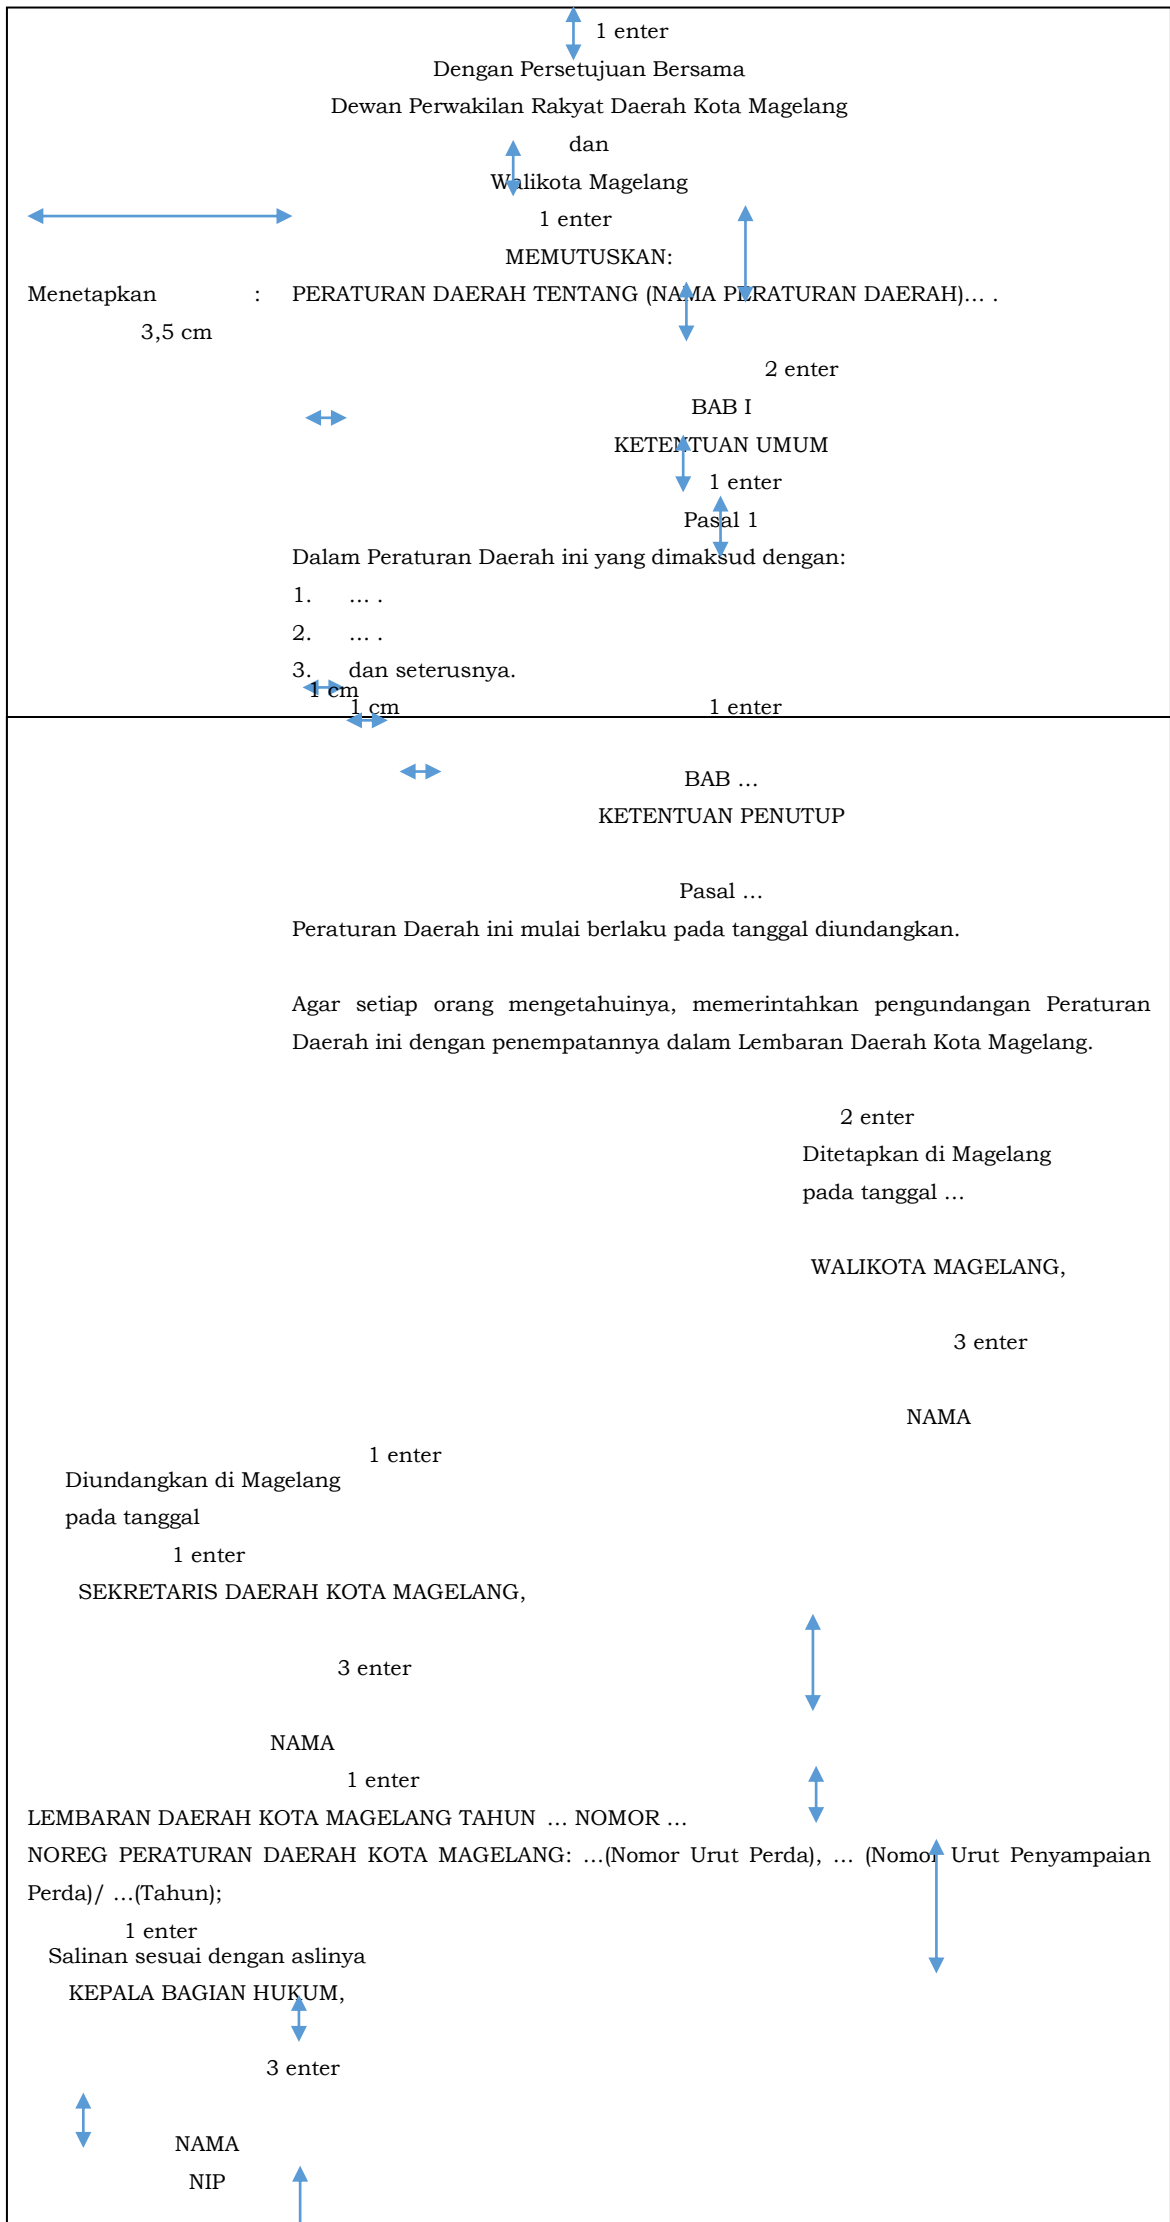 1 enter
Dengan Persetujuan Bersama
Dewan Perwakilan Rakyat Daerah Kota Magelang
dan
Walikota Magelang
1 enter
MEMUTUSKAN:
Menetapkan : PERATURAN DAERAH TENTANG (NAMA PERATURAN DAERAH)... .
3,5 cm
2 enter
BAB I
KETENTUAN UMUM
1 enter
Pasal 1
Dalam Peraturan Daerah ini yang dimaksud dengan:
1. ... .
2. ... .
3. dan seterusnya.
1 cm
1 cm 1 enter
BAB ...
KETENTUAN PENUTUP
Pasal ...
Peraturan Daerah ini mulai berlaku pada tanggal diundangkan.
Agar setiap orang mengetahuinya, memerintahkan pengundangan Peraturan
Daerah ini dengan penempatannya dalam Lembaran Daerah Kota Magelang.
2 enter
Ditetapkan di Magelang
pada tanggal ...
WALIKOTA MAGELANG,
3 enter
NAMA
1 enter
Diundangkan di Magelang
pada tanggal
1 enter
SEKRETARIS DAERAH KOTA MAGELANG,
3 enter
NAMA
1 enter
LEMBARAN DAERAH KOTA MAGELANG TAHUN ... NOMOR ...
NOREG PERATURAN DAERAH KOTA MAGELANG: ...(Nomor Urut Perda), ... (Nomor Urut Penyampaian
Perda)/ ...(Tahun);
1 enter
Salinan sesuai dengan aslinya
KEPALA BAGIAN HUKUM,
3 enter
NAMA
NIP